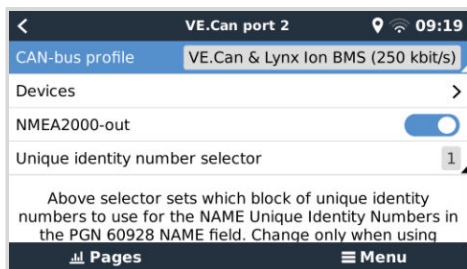 VE.Can port 2 09:19
CAN-bus profile VE.Can & Lynx Ion BMS (250 kbit/s)
Devices
NMEA2000-out
Unique identity number selector 1
Above selector sets which block of unique identity
numbers to use for the NAME Unique Identity Numbers in
the PGN 60928 NAME field. Change only when using
Pages Menu